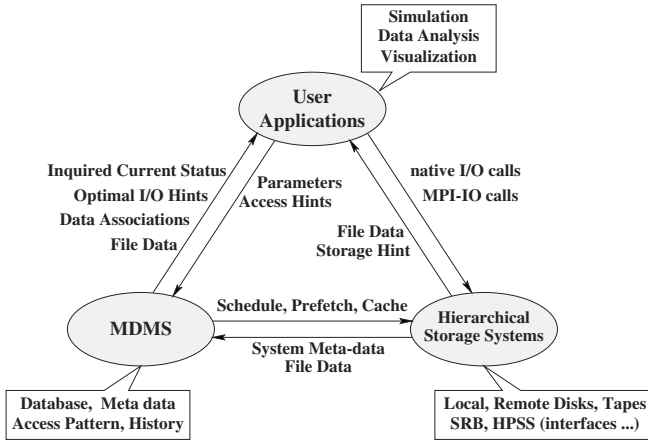 Simulation
Data Analysis
Visualization
User
Applications
Inquired Current Status
Optimal I/O Hints
Data Associations
File Data
Parameters
Access Hints
native I/O calls
MPI-IO calls
File Data
Storage Hint
MDMS
Schedule, Prefetch, Cache
System Meta-data
File Data
Hierarchical
Storage Systems
Database, Meta data
Access Pattern, History
Local, Remote Disks, Tapes
SRB, HPSS (interfaces ...)